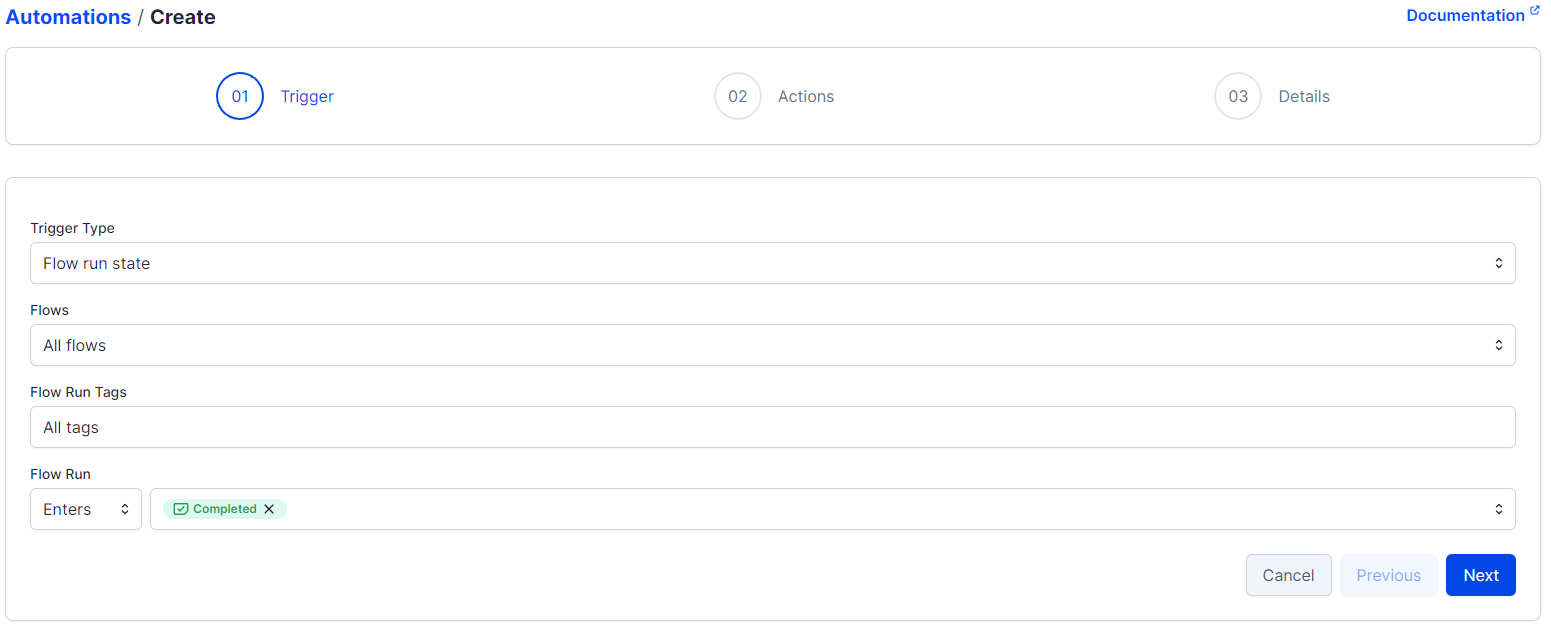 Automations / Create
Documentation
01 Trigger
02 Actions
03 Details
Trigger Type
Flow run state
Flows
All flows
Flow Run Tags
All tags
Flow Run
Enters
Completed
Cancel
Previous
Next